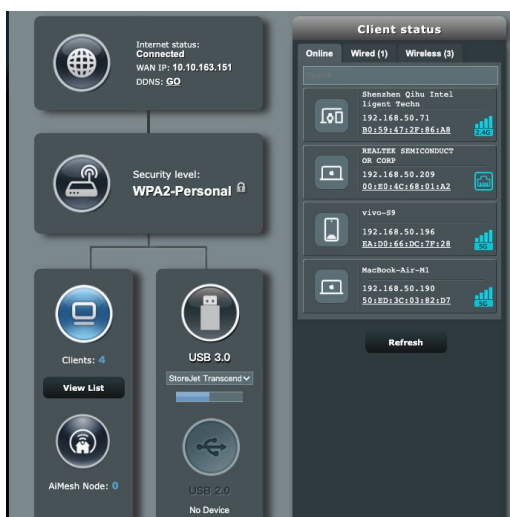 Internet status:
Connected
WAN IP: 10.10.163.151
DDNS: GO
Security level:
WPA2-Personal
Clients: 4
View List
AiMesh Node: 0
USB 3.0
StoreJet Transcend
USB 2.0
No Device
Client status
Online Wired (1) Wireless (3)
Search
Shenzhen Qihu Intel
ligent Techn
192.168.50.71
B0:59:47:2F:86:A8
2.4G
REALTEK SEMICONDUCT
OR CORP
192.168.50.209
00:E0:4C:68:01:A2
vivo-S9
192.168.50.196
EA:D0:66:DC:7F:28
5G
MacBook-Air-M1
192.168.50.190
50:ED:3C:03:82:D7
5G
Refresh